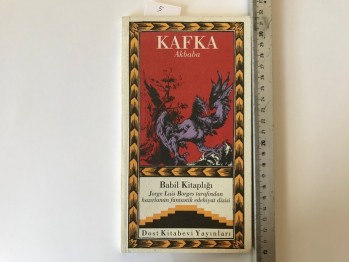 5
KAFKA
Akbaba
Babil Kitaplığı
Jorge Luis Borges tarafından
hazırlanan fantastik edebiyat dizisi
Dost Kitabevi Yayınları